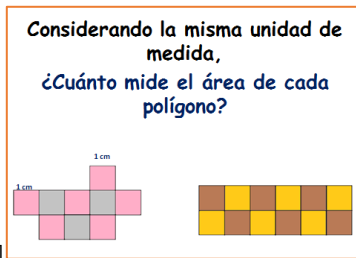 Considerando la misma unidad de
medida,
¿Cuánto mide el área de cada
polígono?
1 cm
1 cm